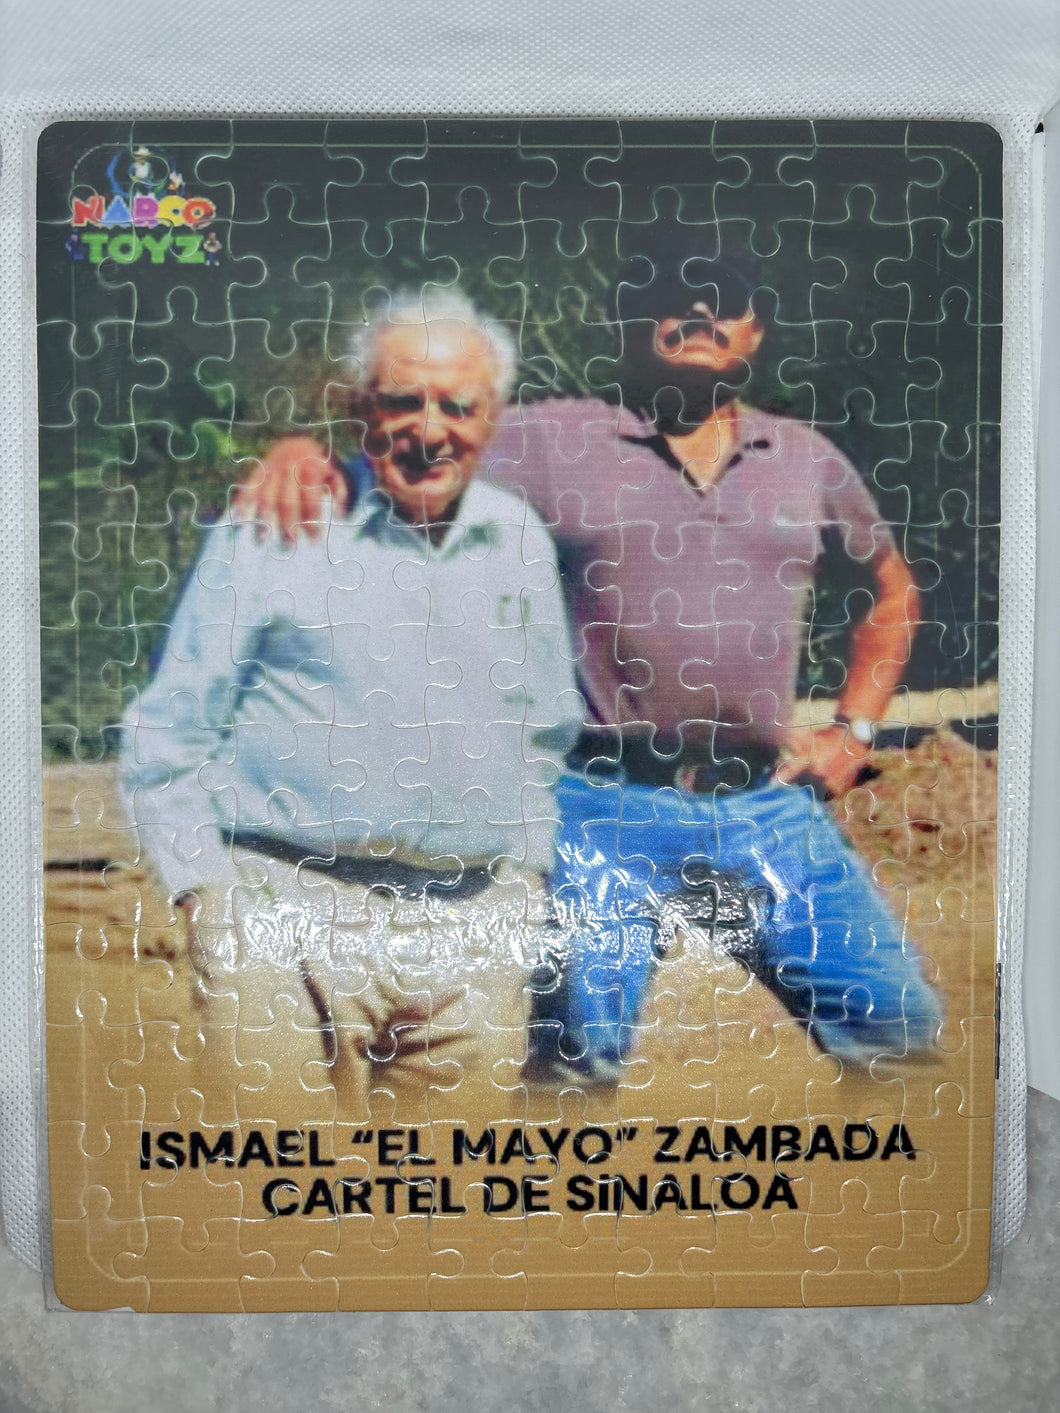 NARCO
TOYZ
ISMAEL “EL MAYO” ZAMBADA
CARTEL DE SINALOA